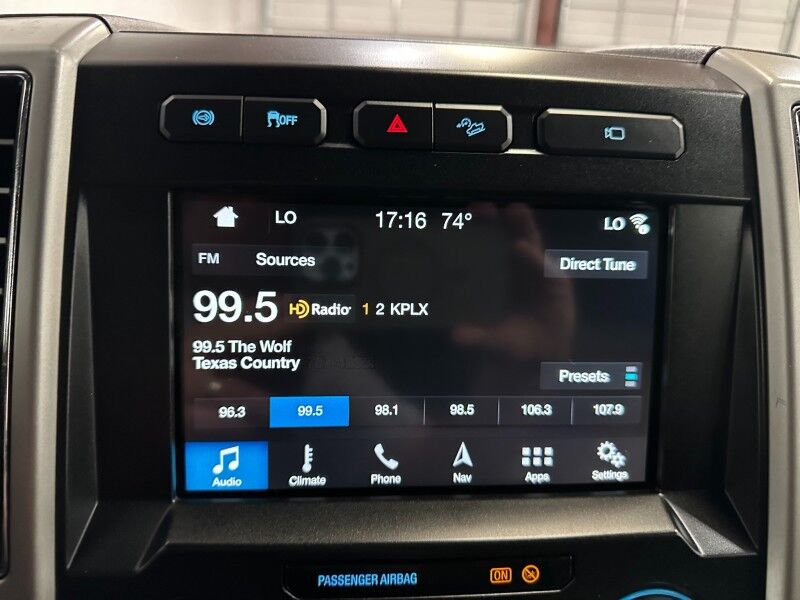 OFF
LO 17:16 74° LO
FM Sources Direct Tune
99.5 HD Radio 1 2 KPLX
99.5 The Wolf
Texas Country
Presets
96.3 99.5 98.1 98.5 106.3 107.9
Audio Climate Phone Nav Apps Settings
PASSENGER AIRBAG ON